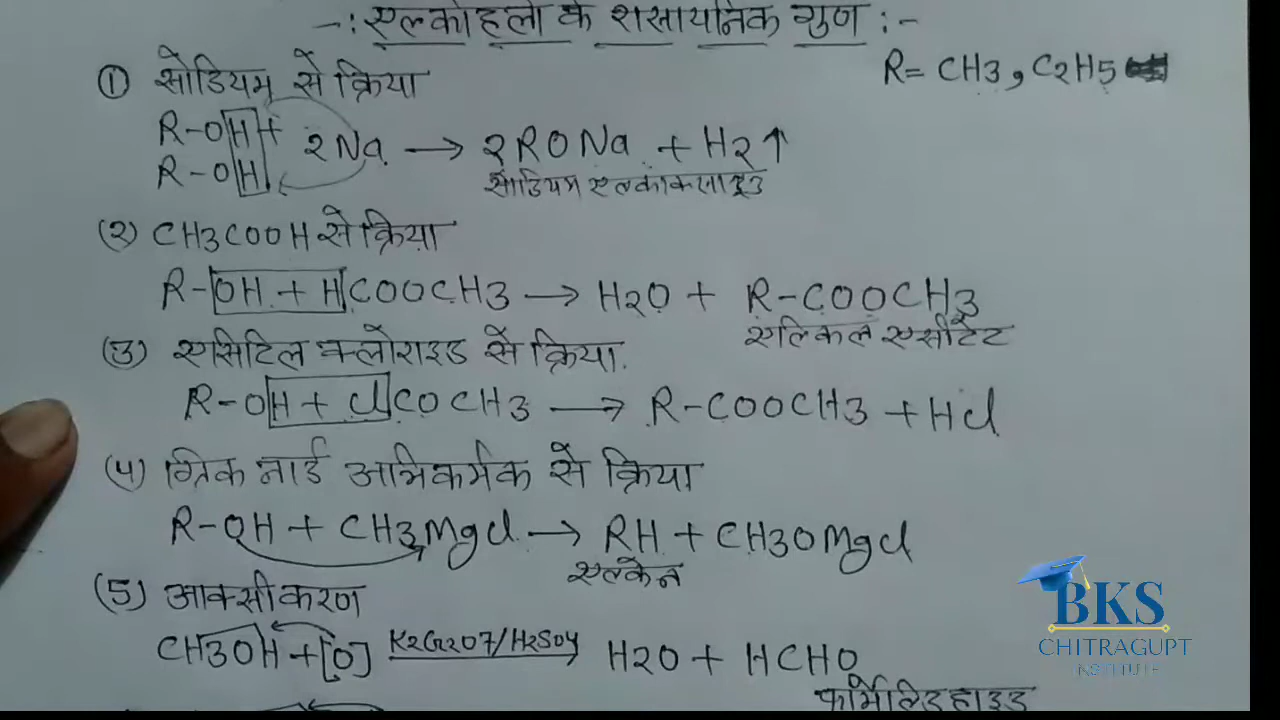 -: एल्कोहलो के रासायनिक गुण :-
R = CH3, C2H5
① सोडियम से क्रिया
R-OH +
R-OH
2Na → 2RONa + H2↑
सोडियम एल्कोक्साइड
(2) CH3COOH से क्रिया
R-OH + HCOOCH3 → H2O + R-COOCH3
एल्किल एसीटेट
(3) एसिटिल क्लोराइड से क्रिया.
R-OH + ClCOCH3 → R-COOCH3 + HCl
(4) ग्रिकनार्ड अभिकर्मक से क्रिया
R-OH + CH3MgCl → RH + CH3OMgCl
एल्केन
(5) आक्सीकरण
CH3OH + [O] K2Cr2O7/H2SO4 → H2O + HCHO
फॉर्मेल्डिहाइड
BKS
CHITRAGUPT
INSTITUTE